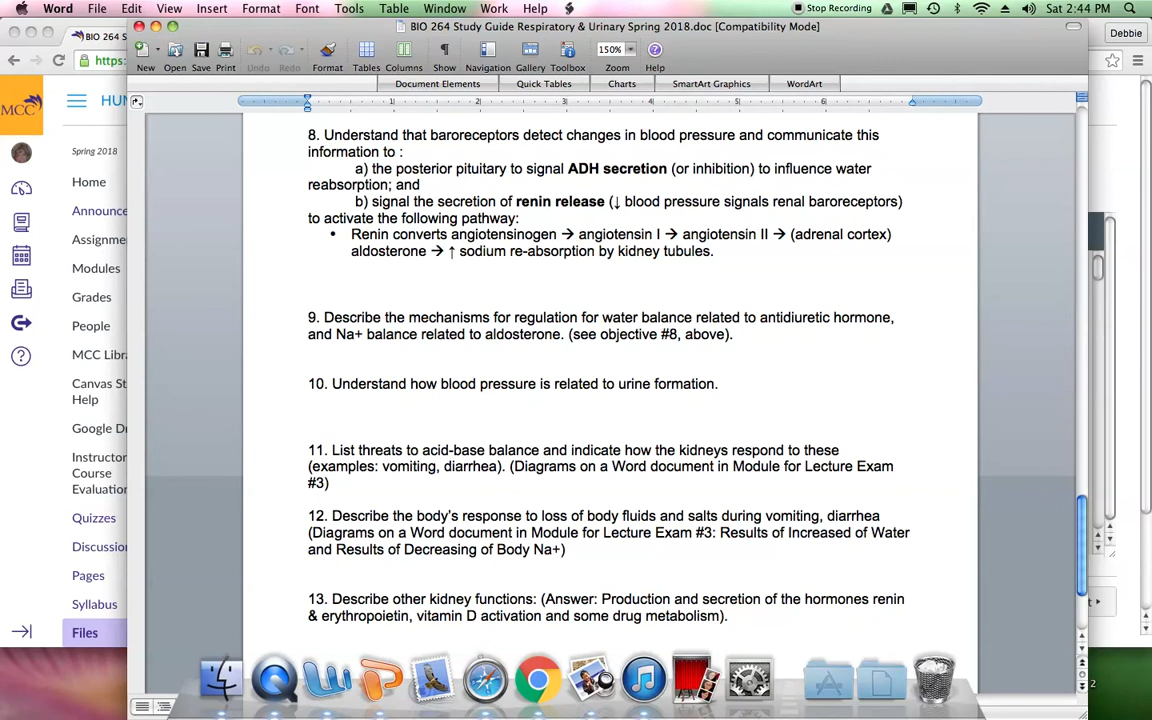 Word File Edit View Insert Format Font Tools Table Window Work Help Stop Recording Sat 2:44 PM
BIO 264 Study Guide Respiratory & Urinary Spring 2018.doc [Compatibility Mode]
BIO 264 S
Debbie
https:
New Open Save Print Undo Redo Format Tables Columns Show Navigation Gallery Toolbox Zoom Help
150%
Document Elements Quick Tables Charts SmartArt Graphics WordArt
1 2 3 4 5 6
MCC
HUM
Spring 2018
Home
Announce
Assignme
Modules
Grades
People
MCC Libra
Canvas St
Help
Google D
Instructor
Course
Evaluation
Quizzes
Discussio
Pages
Syllabus
Files
8. Understand that baroreceptors detect changes in blood pressure and communicate this
information to :
a) the posterior pituitary to signal ADH secretion (or inhibition) to influence water
reabsorption; and
b) signal the secretion of renin release (↓ blood pressure signals renal baroreceptors)
to activate the following pathway:
• Renin converts angiotensinogen → angiotensin I → angiotensin II → (adrenal cortex)
aldosterone → ↑ sodium re-absorption by kidney tubules.
9. Describe the mechanisms for regulation for water balance related to antidiuretic hormone,
and Na+ balance related to aldosterone. (see objective #8, above).
10. Understand how blood pressure is related to urine formation.
11. List threats to acid-base balance and indicate how the kidneys respond to these
(examples: vomiting, diarrhea). (Diagrams on a Word document in Module for Lecture Exam
#3)
12. Describe the body's response to loss of body fluids and salts during vomiting, diarrhea
(Diagrams on a Word document in Module for Lecture Exam #3: Results of Increased of Water
and Results of Decreasing of Body Na+)
13. Describe other kidney functions: (Answer: Production and secretion of the hormones renin
& erythropoietin, vitamin D activation and some drug metabolism).